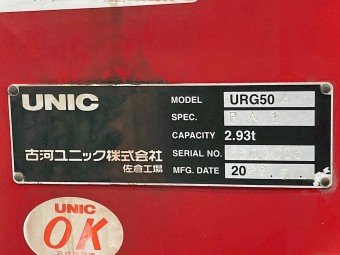 UNIC
MODEL URG50
SPEC.
CAPACITY 2.93t
古河ユニック株式会社
佐倉工場
SERIAL NO.
MFG. DATE 20
UNIC
OK